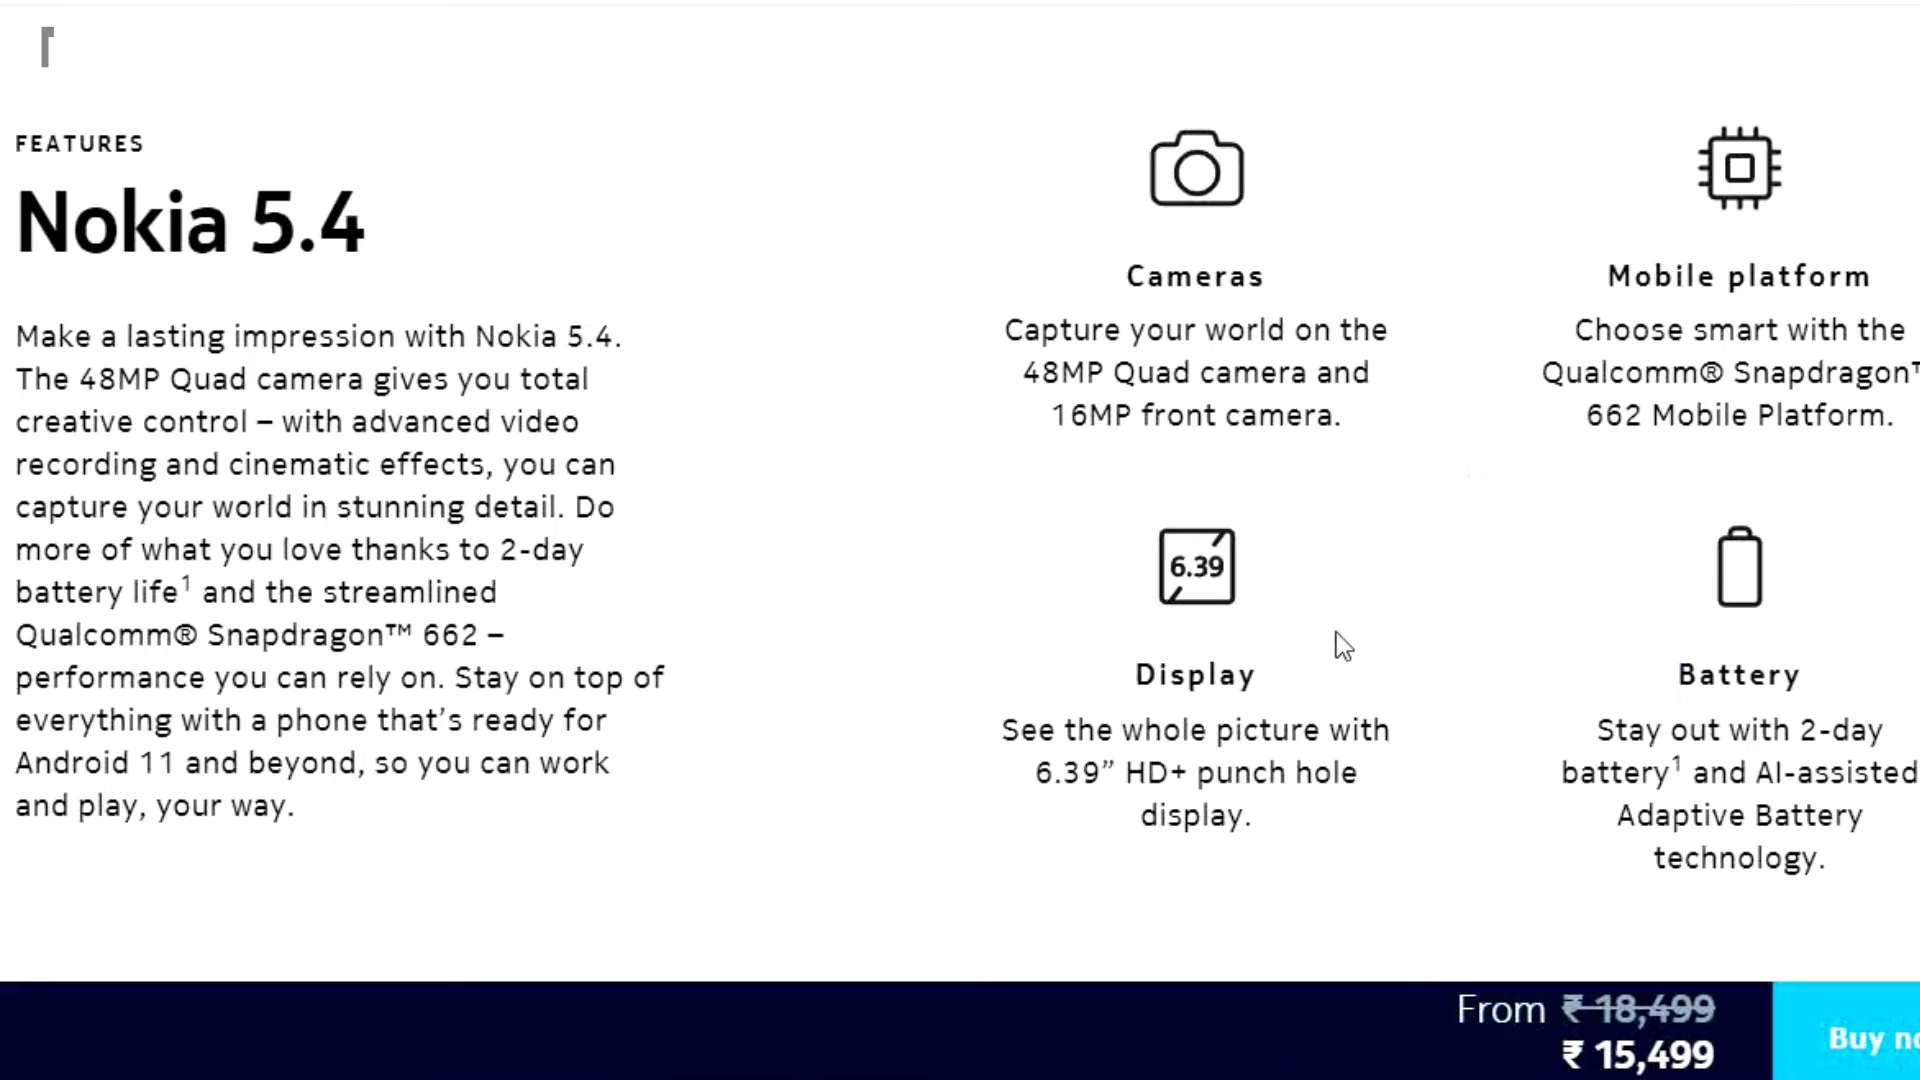 FEATURES
Nokia 5.4
Make a lasting impression with Nokia 5.4.
The 48MP Quad camera gives you total
creative control – with advanced video
recording and cinematic effects, you can
capture your world in stunning detail. Do
more of what you love thanks to 2-day
battery life¹ and the streamlined
Qualcomm® Snapdragon™ 662 –
performance you can rely on. Stay on top of
everything with a phone that’s ready for
Android 11 and beyond, so you can work
and play, your way.
Cameras
Capture your world on the
48MP Quad camera and
16MP front camera.
Mobile platform
Choose smart with the
Qualcomm® Snapdragon™
662 Mobile Platform.
6.39
Display
See the whole picture with
6.39” HD+ punch hole
display.
Battery
Stay out with 2-day
battery¹ and AI-assisted
Adaptive Battery
technology.
From ₹ 18,499
₹ 15,499
Buy